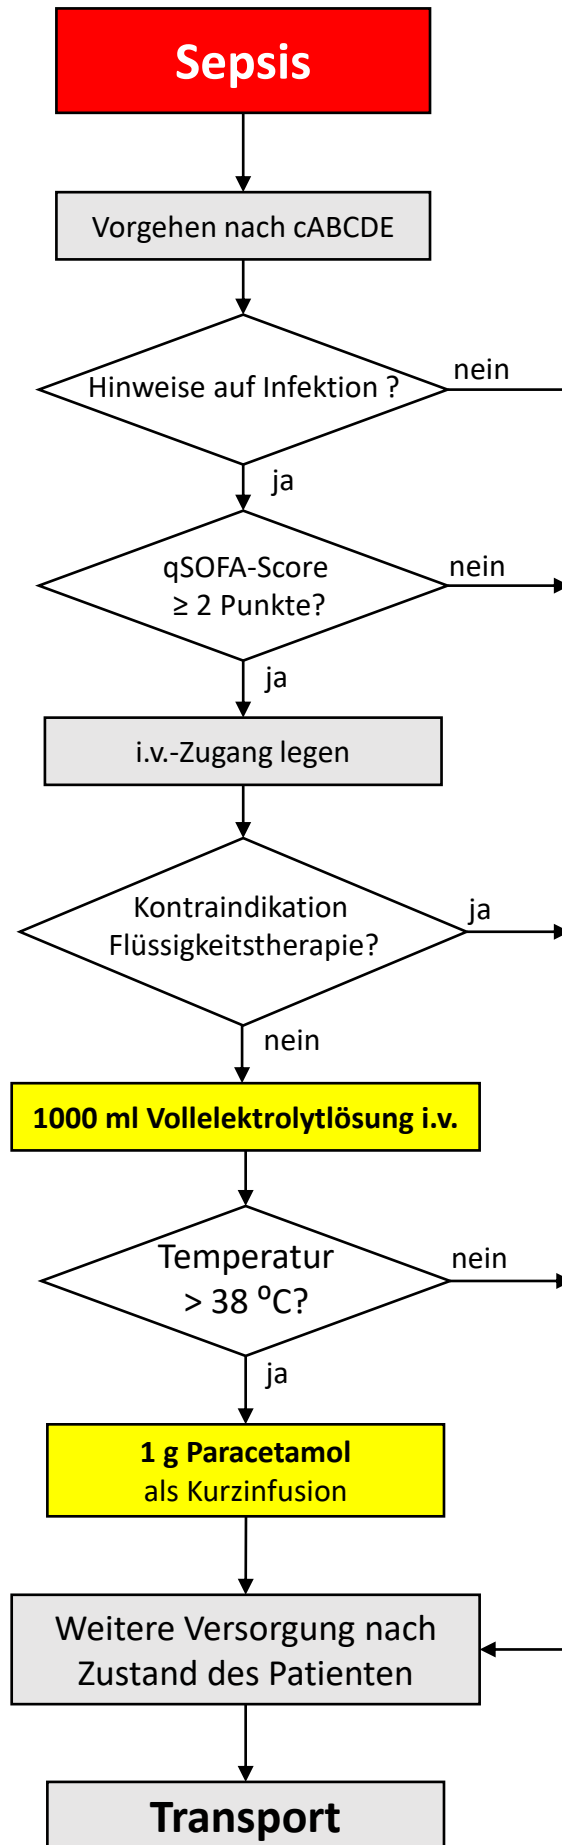 Sepsis
Vorgehen nach cABCDE
Hinweise auf Infektion ?
nein
ja
qSOFA-Score
≥ 2 Punkte?
nein
ja
i.v.-Zugang legen
Kontraindikation
Flüssigkeitstherapie?
ja
nein
1000 ml Vollelektrolytlösung i.v.
Temperatur
> 38 °C?
nein
ja
1 g Paracetamol
als Kurzinfusion
Weitere Versorgung nach
Zustand des Patienten
Transport